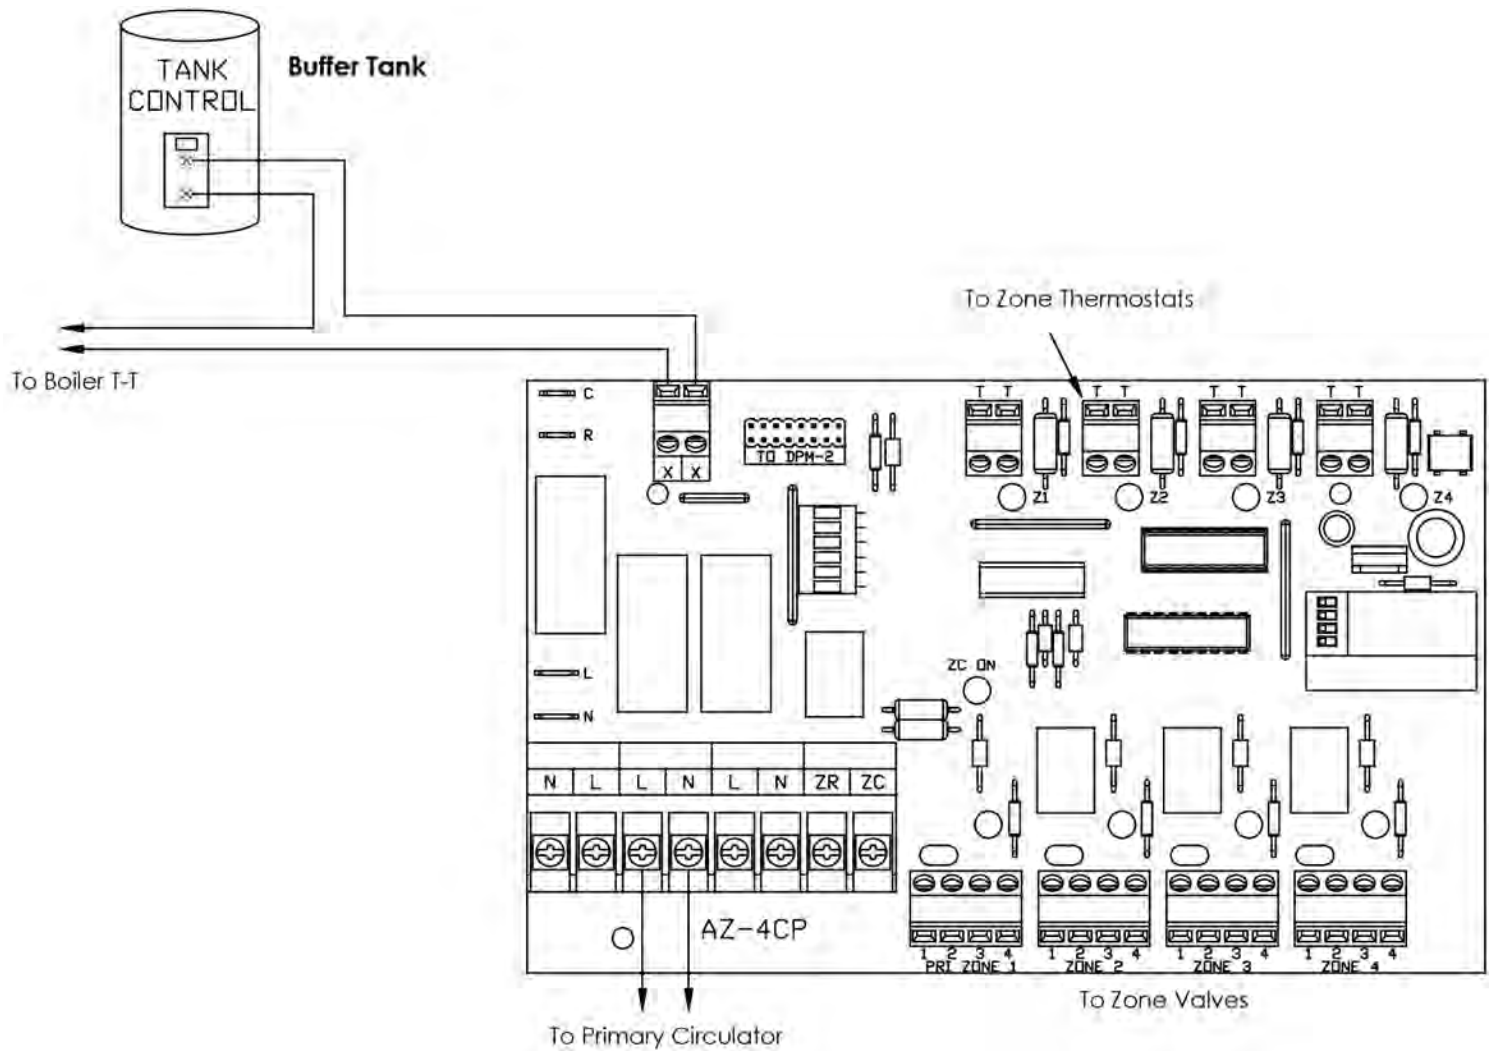 TANK
CONTROL
Buffer Tank
To Zone Thermostats
To Boiler T-T
C
R
X X
TO DPM-2
T T T T T T T T
Z1 Z2 Z3 Z4
L
N
ZC ON
N L L N L N ZR ZC
AZ-4CP
1 2 3 4 1 2 3 4 1 2 3 4 1 2 3 4
PRI ZONE 1 ZONE 2 ZONE 3 ZONE 4
To Zone Valves
To Primary Circulator